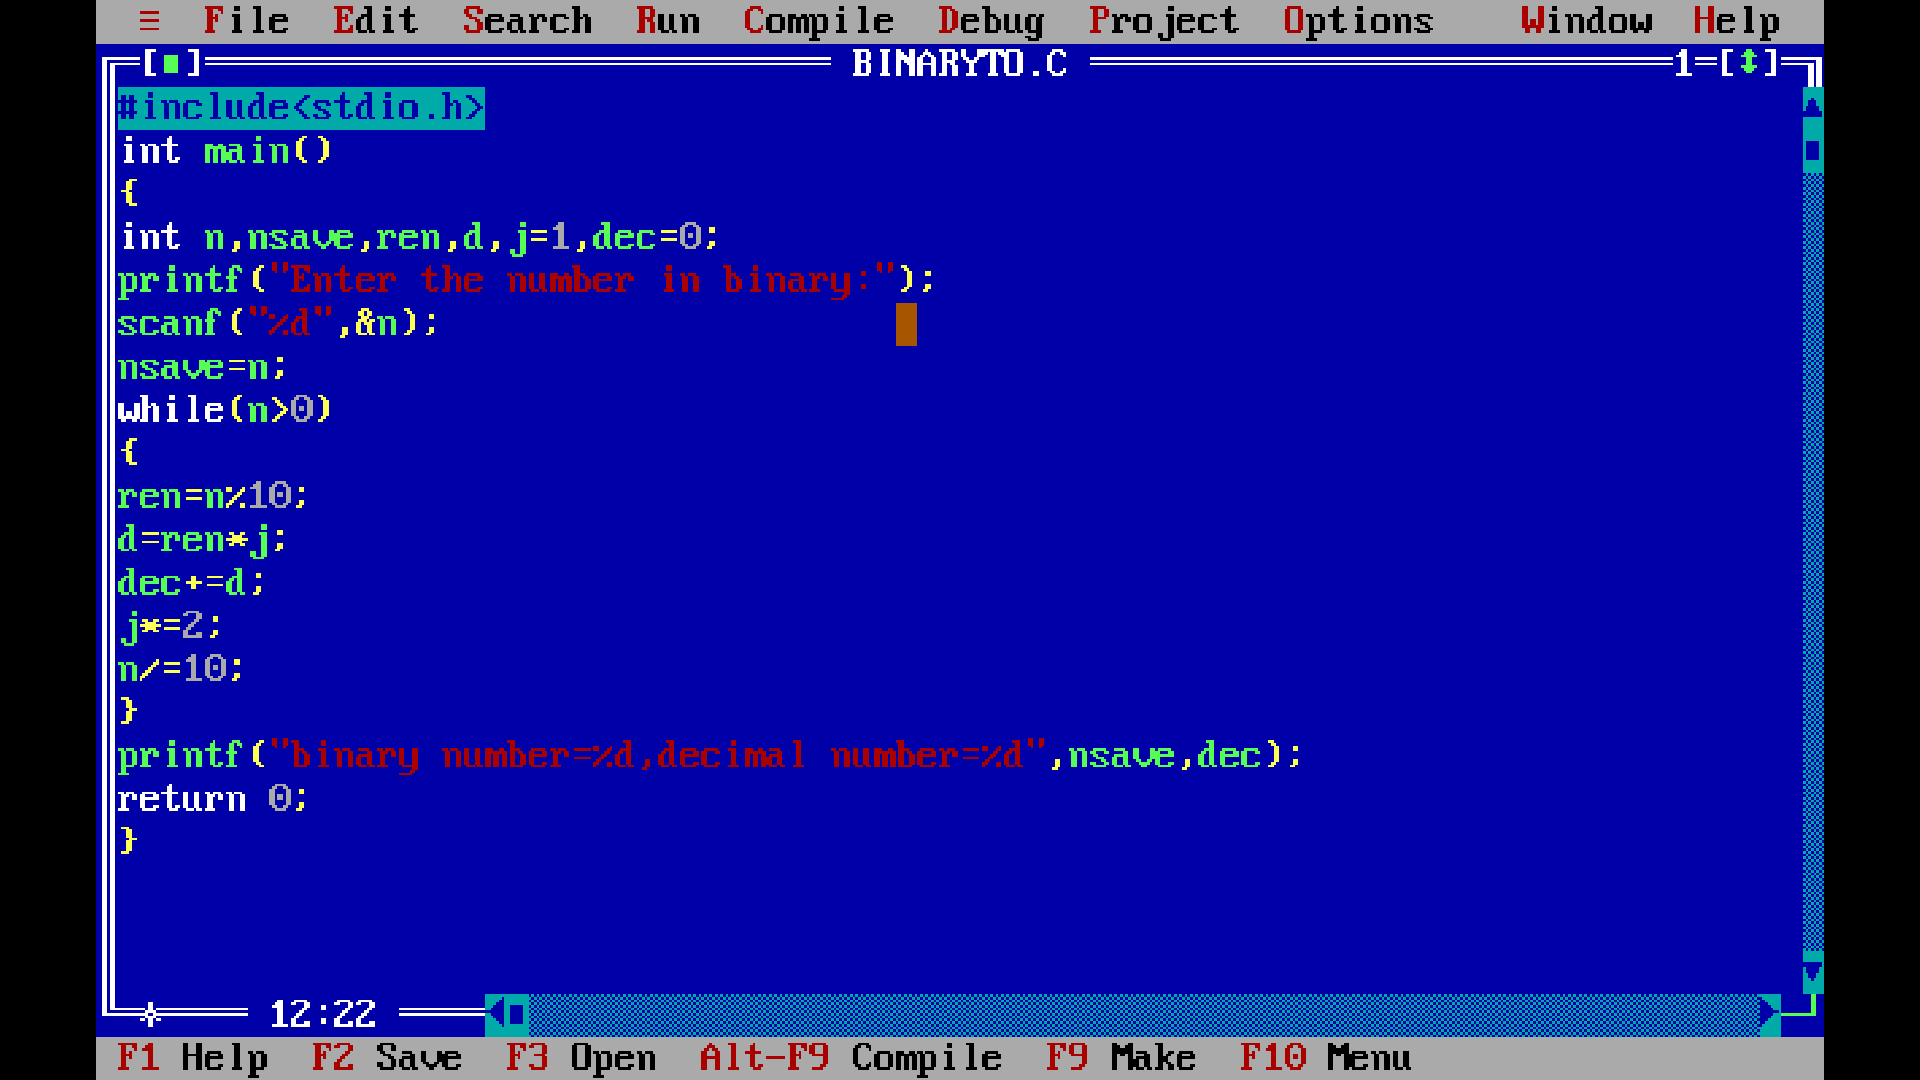 ≡ File Edit Search Run Compile Debug Project Options Window Help
[■] BINARYTO.C 1=[↕]
#include<stdio.h>
int main()
{
int n,nsave,ren,d,j=1,dec=0;
printf("Enter the number in binary:");
scanf("%d",&n);
nsave=n;
while(n>0)
{
ren=n%10;
d=ren*j;
dec+=d;
j*=2;
n/=10;
}
printf("binary number=%d,decimal number=%d",nsave,dec);
return 0;
}
12:22
F1 Help F2 Save F3 Open Alt-F9 Compile F9 Make F10 Menu